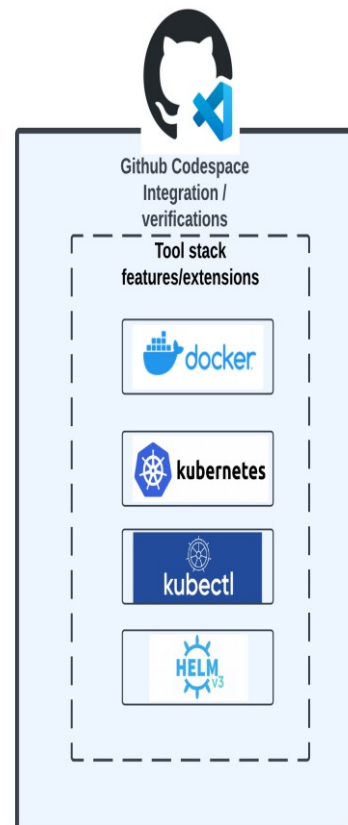 Github Codespace
Integration /
verifications
Tool stack
features/extensions
docker
kubernetes
kubectl
HELM
v3